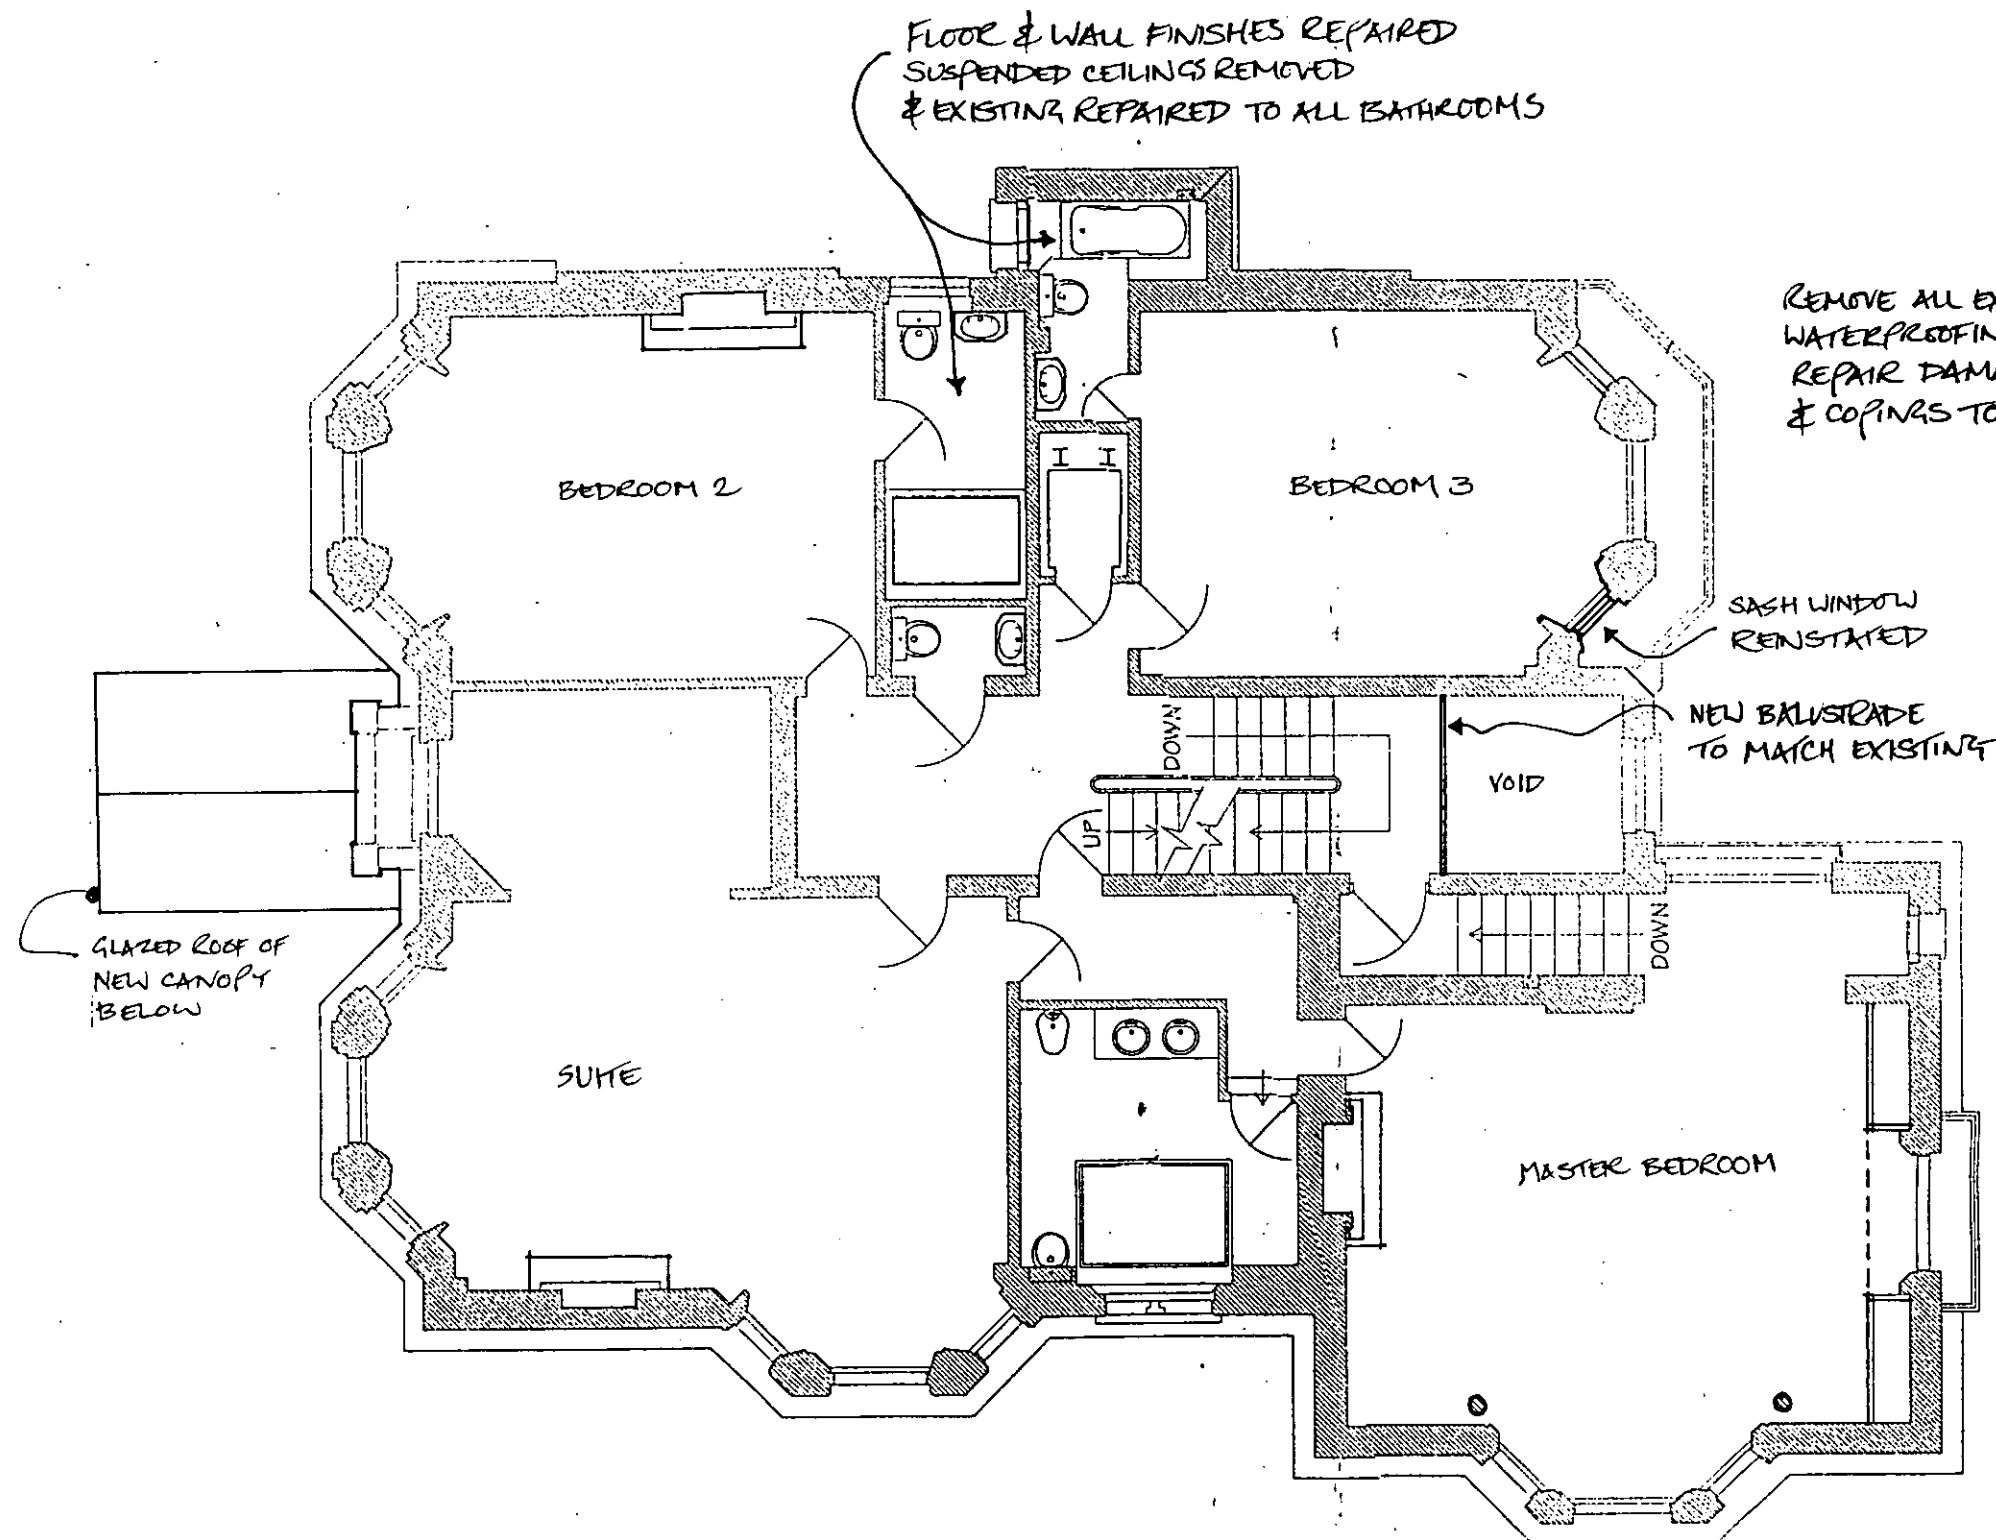 FLOOR & WALL FINISHES REPAIRED
SUSPENDED CEILINGS REMOVED
& EXISTING REPAIRED TO ALL BATHROOMS
REMOVE ALL
WATERPROOFIN
REPAIR DAMA
& COPINGS TO
BEDROOM 2
BEDROOM 3
SASH WINDOW
REINSTATED
NEW BALUSTRADE
TO MATCH EXISTING
DOWN
VOID
UP
DOWN
GLAZED ROOF OF
NEW CANOPY
BELOW
SUITE
MASTER BEDROOM